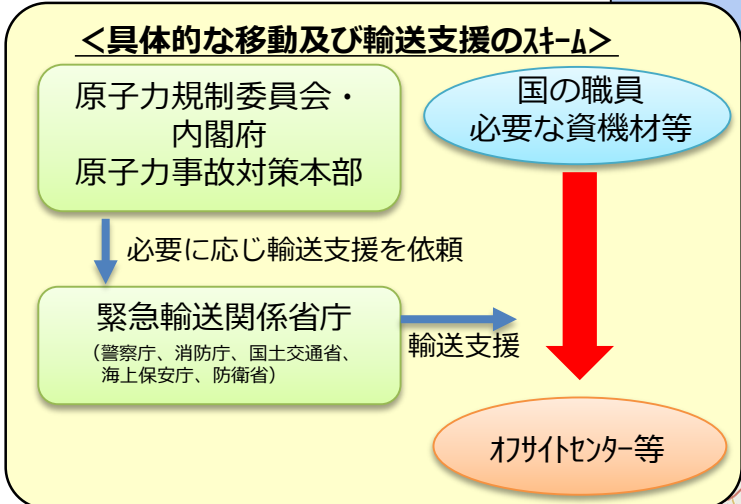 ＜具体的な移動及び輸送支援のｽｷｰﾑ＞
原子力規制委員会・
内閣府
原子力事故対策本部
国の職員
必要な資機材等
必要に応じ輸送支援を依頼
緊急輸送関係省庁
（警察庁、消防庁、国土交通省、
海上保安庁、防衛省）
輸送支援
ｵﾌｻｲﾄｾﾝﾀｰ等